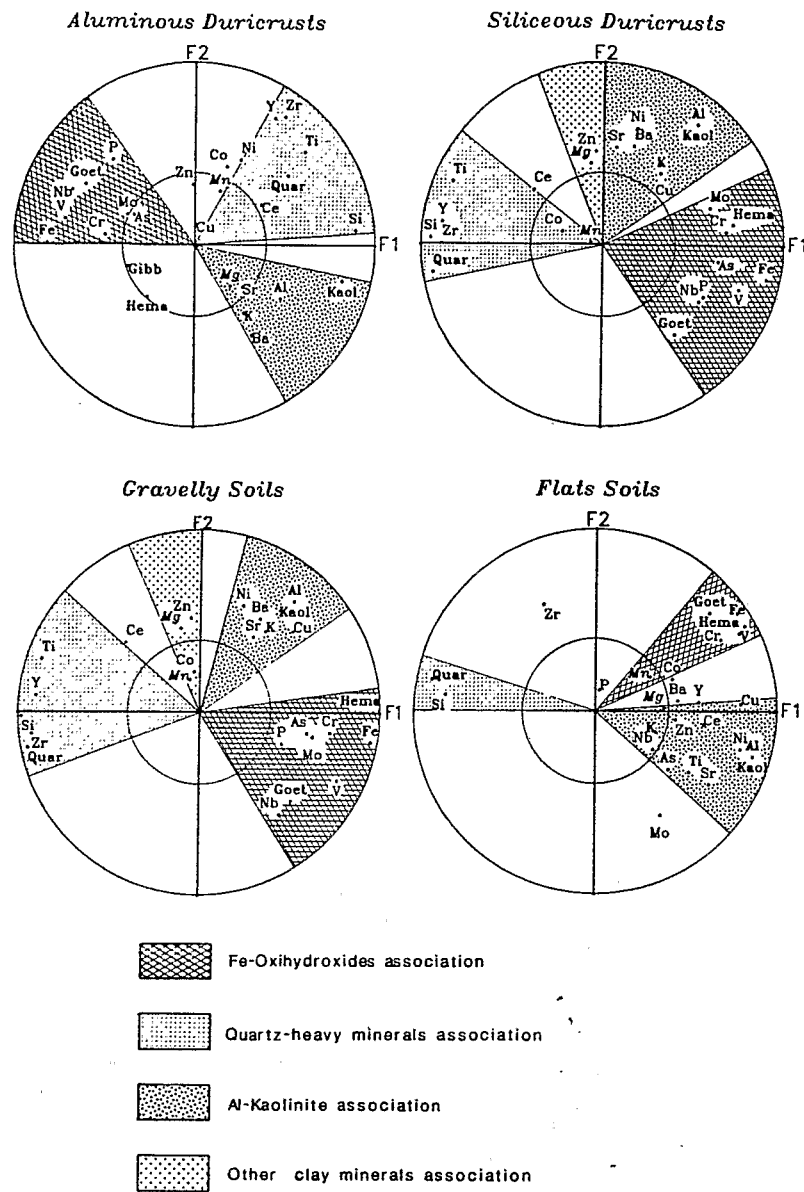 Aluminous Duricrusts
F2
Y Zr
P
Co Ni
Ti
Goet
Zn
Mn
Nb
Quar
V
Mo
As
Ce
Fe
Cr
Cu
Si
F1
Gibb
Mg
Sr
Al
Kaol
Hema
K
Ba
Siliceous Duricrusts
F2
Ni
Al
Zn
Sr
Ba
Kaol
Mg
Ti
Ce
K
Cu
Y
Mo
Hema
Si
Zr
Co
Mn
Cr
F1
Quar
As
Fe
Nb
P
V
Goet
Gravelly Soils
F2
Ni
Al
Zn
Ba
Kaol
Mg
Ce
Sr
K
Cu
Ti
Co
Y
Mn
Hema
F1
Si
As
Cr
Zr
P
Fe
Quar
Mo
Goet
V
Nb
Flats Soils
F2
Zr
Goet
Fe
Hema
Cr
V
Quar
Mn
Co
P
Mg
Ba
Y
Si
Cu
F1
K
Zn
Ce
Nb
Ni
Al
As
Ti
Kaol
Sr
Mo
Fe-Oxihydroxides association
Quartz-heavy minerals association
Al-Kaolinite association
Other clay minerals association